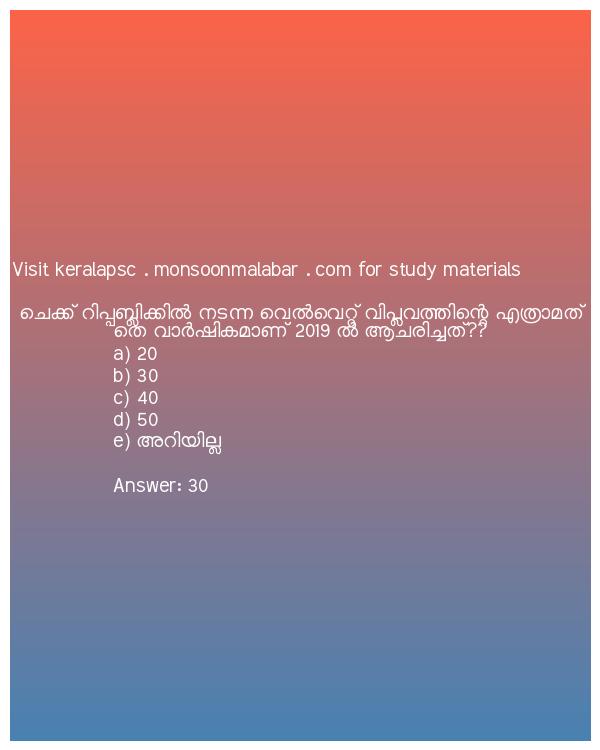 Visit keralapsc . monsoonmalabar . com for study materials
ചെക്ക് റിപ്പബ്ലിക്കിൽ നടന്ന വെൽവെറ്റ് വിപ്ലവത്തിന്റെ എത്രാമത്
തെ വാർഷികമാണ് 2019 ൽ ആചരിച്ചത്??
a) 20
b) 30
c) 40
d) 50
e) അറിയില്ല
Answer: 30